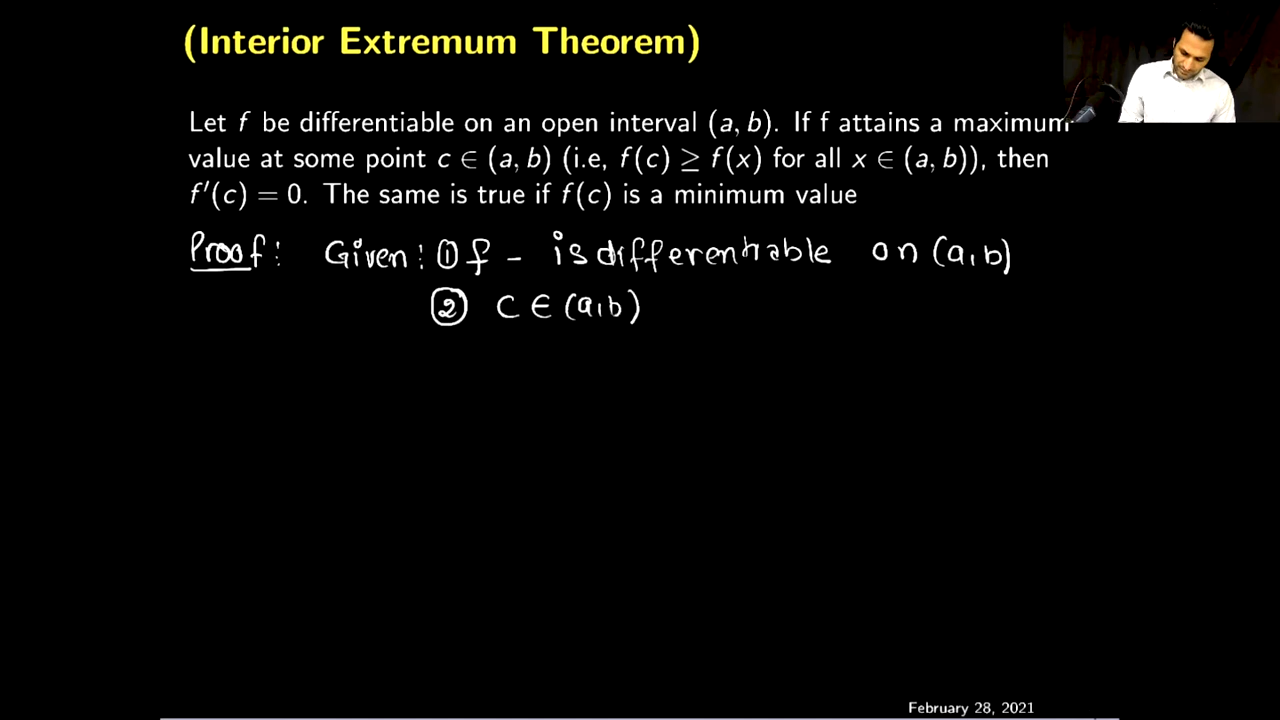 (Interior Extremum Theorem)
Let f be differentiable on an open interval (a, b). If f attains a maximum
value at some point c ∈ (a, b) (i.e, f(c) ≥ f(x) for all x ∈ (a, b)), then
f′(c) = 0. The same is true if f(c) is a minimum value
Proof: Given: ① f - is differentiable on (a,b)
② C ∈ (a,b)
February 28, 2021